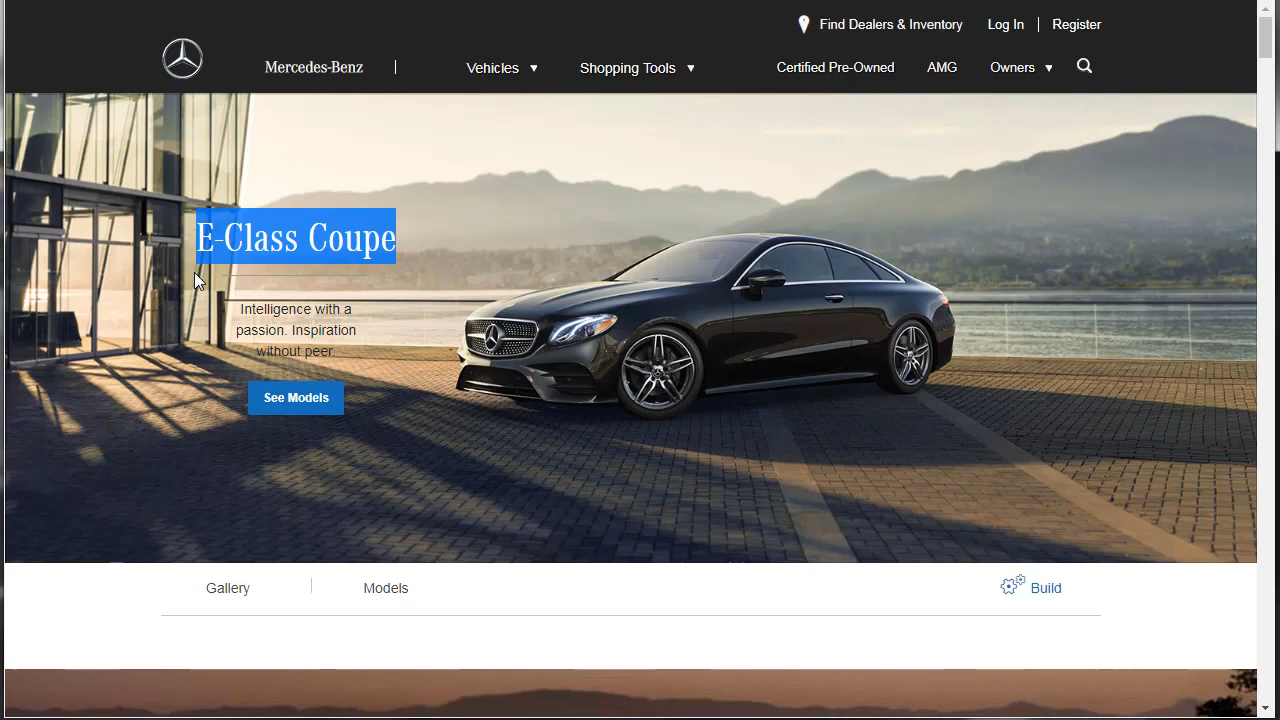 Find Dealers & Inventory
Log In
Register
Mercedes-Benz
Vehicles
Shopping Tools
Certified Pre-Owned
AMG
Owners
E-Class Coupe
Intelligence with a
passion. Inspiration
without peer.
See Models
Gallery
Models
Build